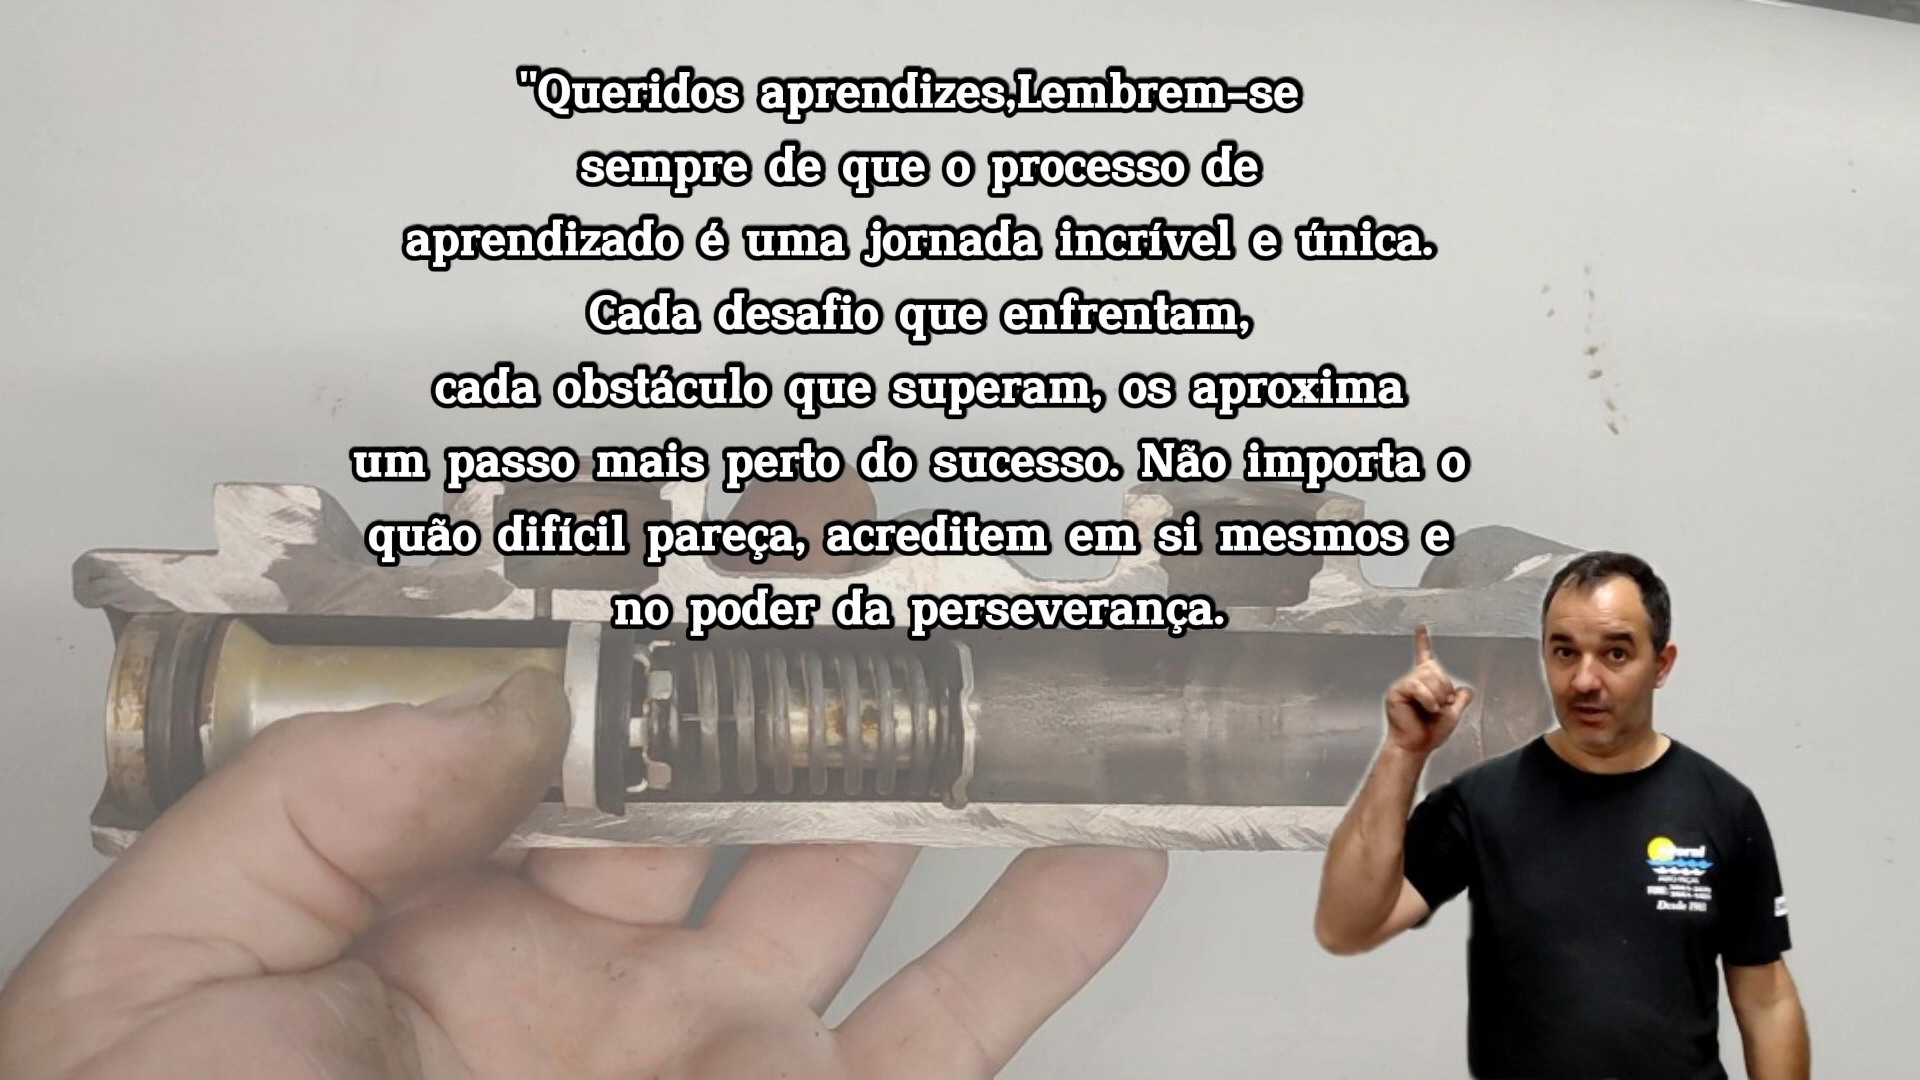 "Queridos aprendizes,Lembrem-se
sempre de que o processo de
aprendizado é uma jornada incrível e única.
Cada desafio que enfrentam,
cada obstáculo que superam, os aproxima
um passo mais perto do sucesso. Não importa o
quão difícil pareça, acreditem em si mesmos e
no poder da perseverança.
Desde